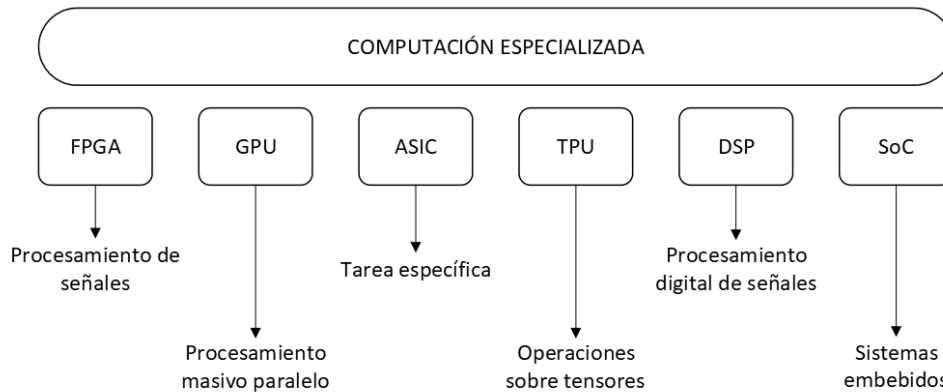 COMPUTACIÓN ESPECIALIZADA
FPGA
GPU
ASIC
TPU
DSP
SoC
Procesamiento de
señales
Tarea específica
Procesamiento
digital de señales
Procesamiento
masivo paralelo
Operaciones
sobre tensores
Sistemas
embebidos